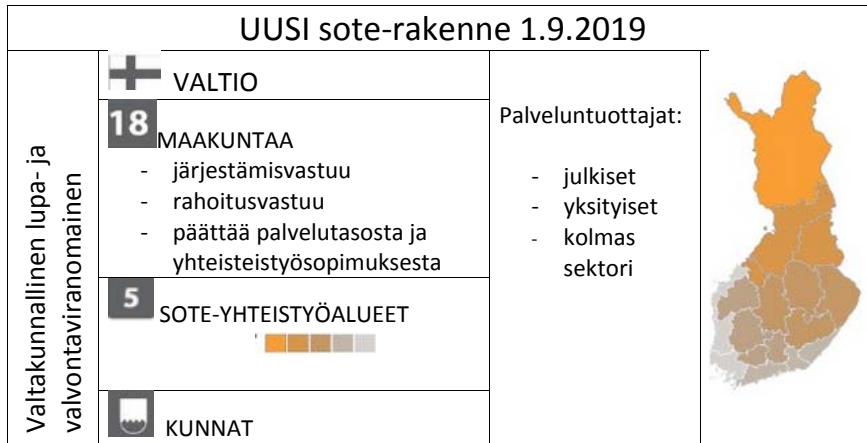 UUSI sote-rakenne 1.9.2019
Valtakunnallinen lupa- ja
valvontaviranomainen
VALTIO
18 MAAKUNTAA
- järjestämisvastuu
- rahoitusvastuu
- päättää palvelutasosta ja
yhteisteistyösopimuksesta
5 SOTE-YHTEISTYÖALUEET
KUNNAT
Palveluntuottajat:
- julkiset
- yksityiset
- kolmas
sektori